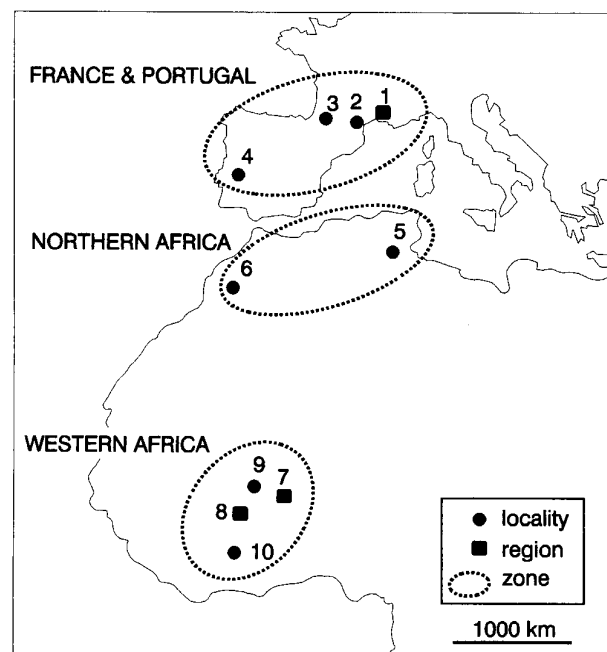 FRANCE & PORTUGAL
1
3
2
4
NORTHERN AFRICA
5
6
WESTERN AFRICA
9
7
8
10
locality
region
zone
1000 km